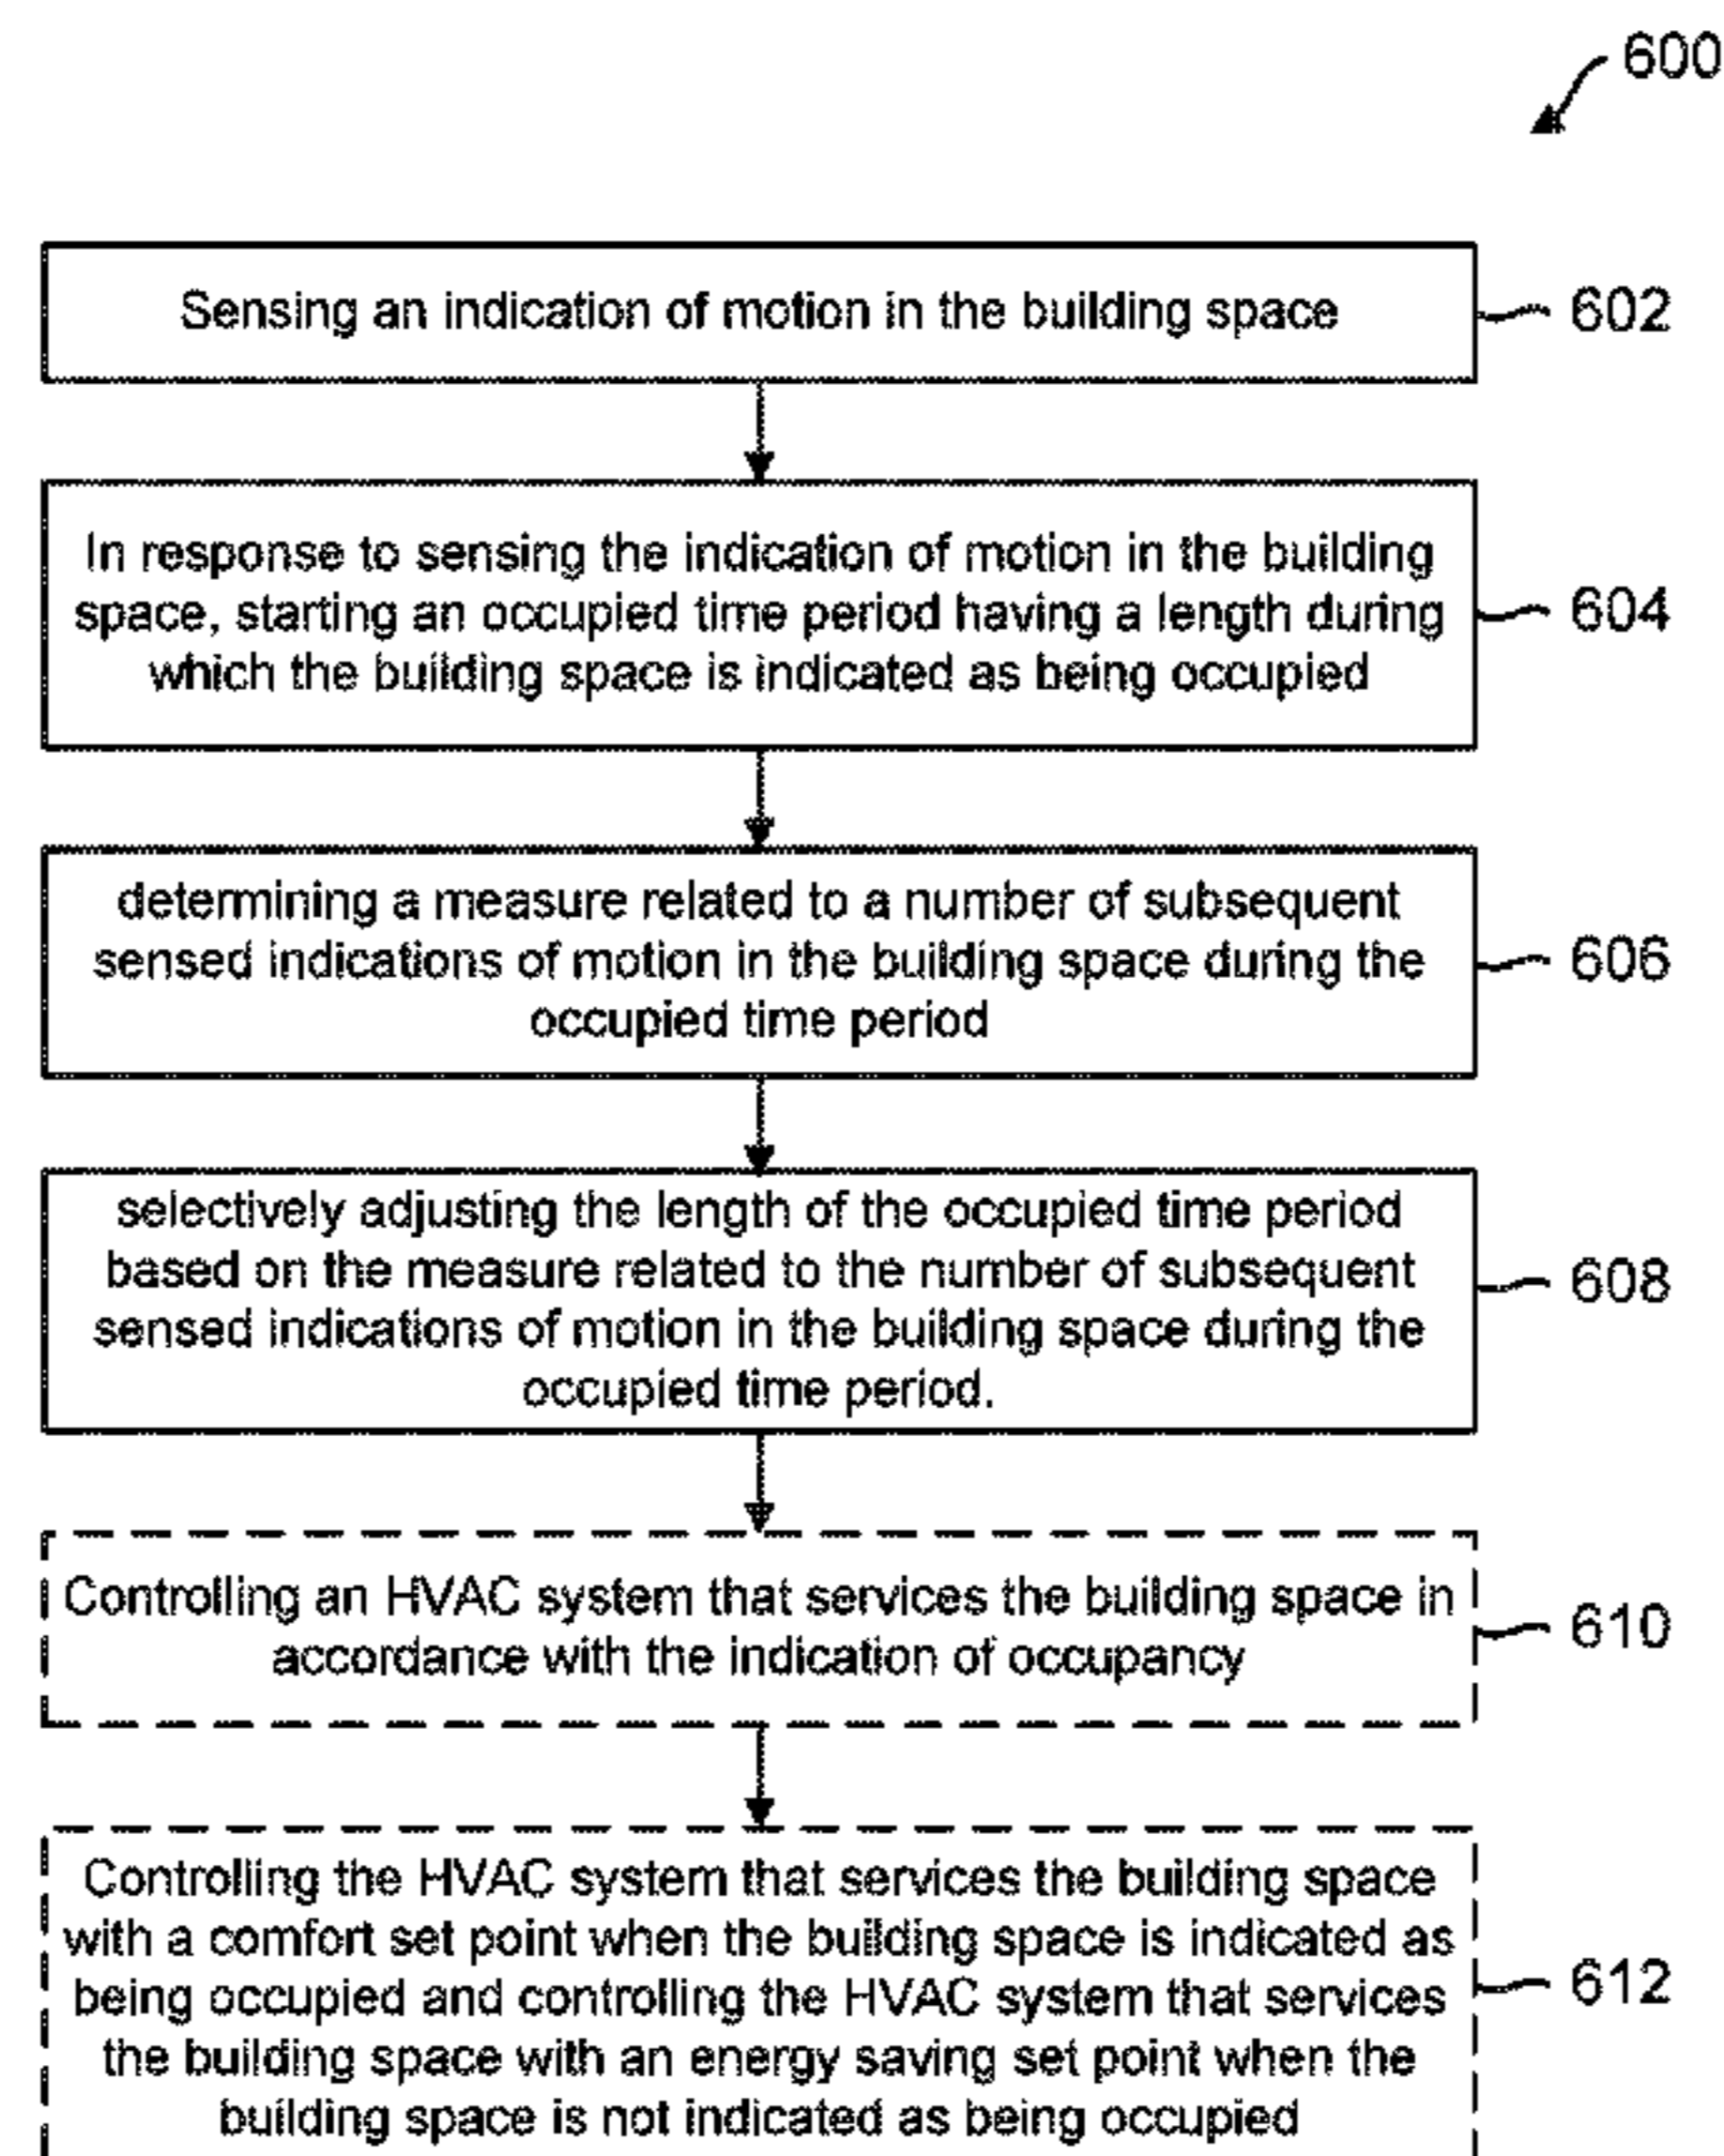 600
Sensing an indication of motion in the building space
602
In response to sensing the indication of motion in the building
space, starting an occupied time period having a length during
which the building space is indicated as being occupied
604
determining a measure related to a number of subsequent
sensed indications of motion in the building space during the
occupied time period
606
selectively adjusting the length of the occupied time period
based on the measure related to the number of subsequent
sensed indications of motion in the building space during the
occupied time period.
608
Controlling an HVAC system that services the building space in
accordance with the indication of occupancy
610
Controlling the HVAC system that services the building space
with a comfort set point when the building space is indicated as
being occupied and controlling the HVAC system that services
the building space with an energy saving set point when the
building space is not indicated as being occupied
612